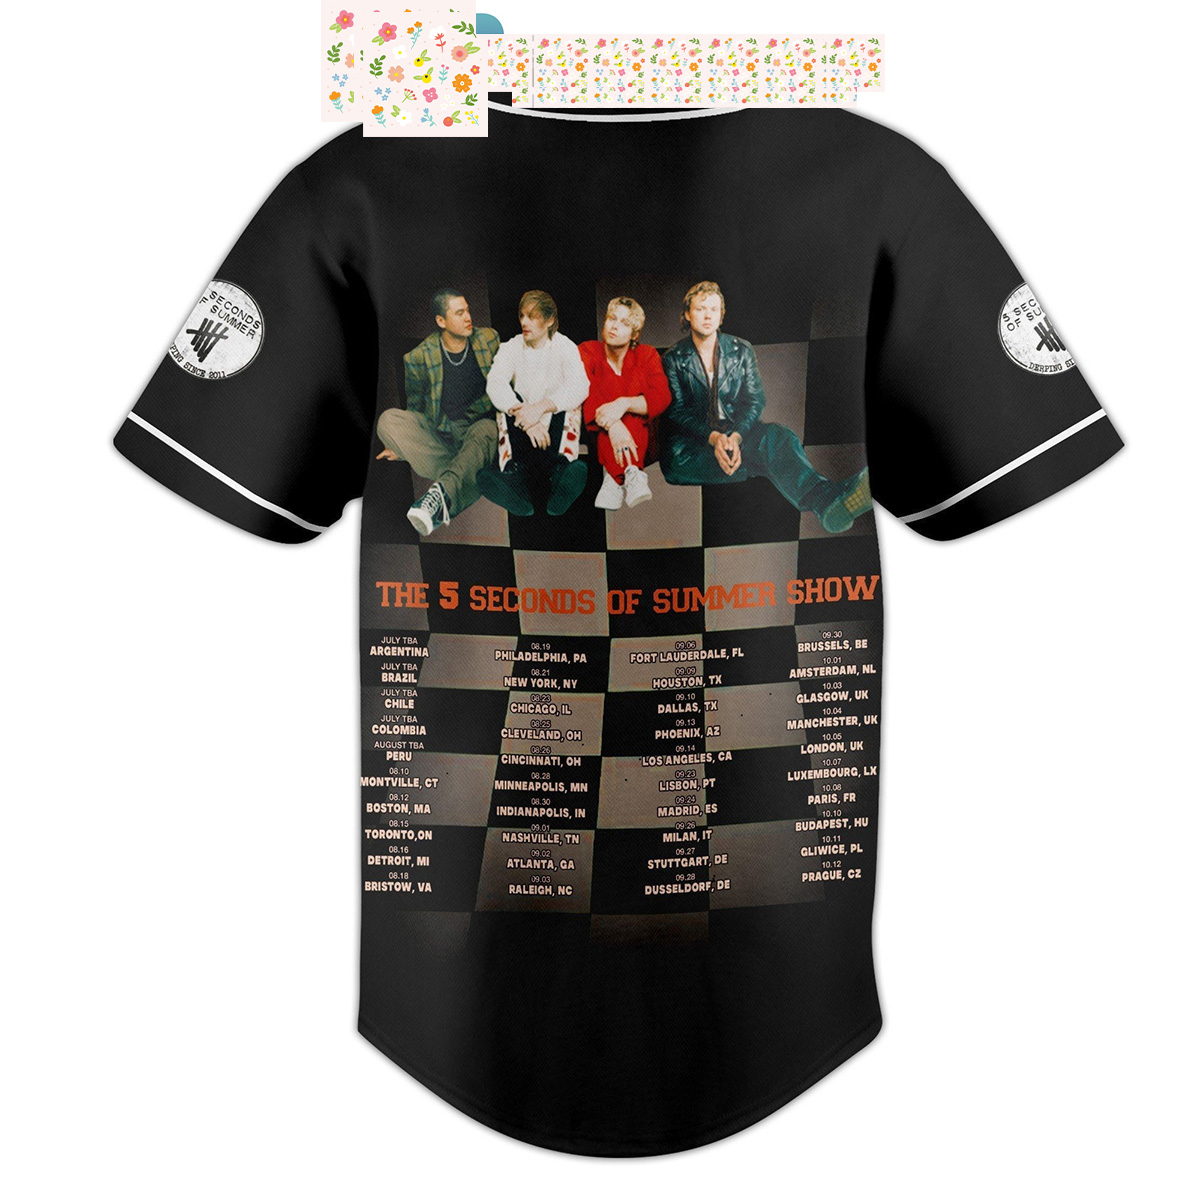 SECONDS
OF SUMMER
PING SINCE 2011
5 SEC
OF SU
DERPING SI
THE 5 SECONDS OF SUMMER SHOW
JULY TBA
ARGENTINA
JULY TBA
BRAZIL
JULY TBA
CHILE
JULY TBA
COLOMBIA
AUGUST TBA
PERU
08.10
MONTVILLE, CT
08.12
BOSTON, MA
08.15
TORONTO,ON
08.16
DETROIT, MI
08.18
BRISTOW, VA
08.19
PHILADELPHIA, PA
08.21
NEW YORK, NY
08.23
CHICAGO, IL
08.25
CLEVELAND, OH
08.26
CINCINNATI, OH
08.28
MINNEAPOLIS, MN
08.30
INDIANAPOLIS, IN
09.01
NASHVILLE, TN
09.02
ATLANTA, GA
09.03
RALEIGH, NC
09.06
FORT LAUDERDALE, FL
09.09
HOUSTON, TX
09.10
DALLAS, TX
09.13
PHOENIX, AZ
09.14
LOS ANGELES, CA
09.23
LISBON, PT
09.24
MADRID, ES
09.26
MILAN, IT
09.27
STUTTGART, DE
09.28
DUSSELDORF, DE
09.30
BRUSSELS, BE
10.01
AMSTERDAM, NL
10.03
GLASGOW, UK
10.04
MANCHESTER, UK
10.05
LONDON, UK
10.07
LUXEMBOURG, LX
10.08
PARIS, FR
10.10
BUDAPEST, HU
10.11
GLIWICE, PL
10.12
PRAGUE, CZ